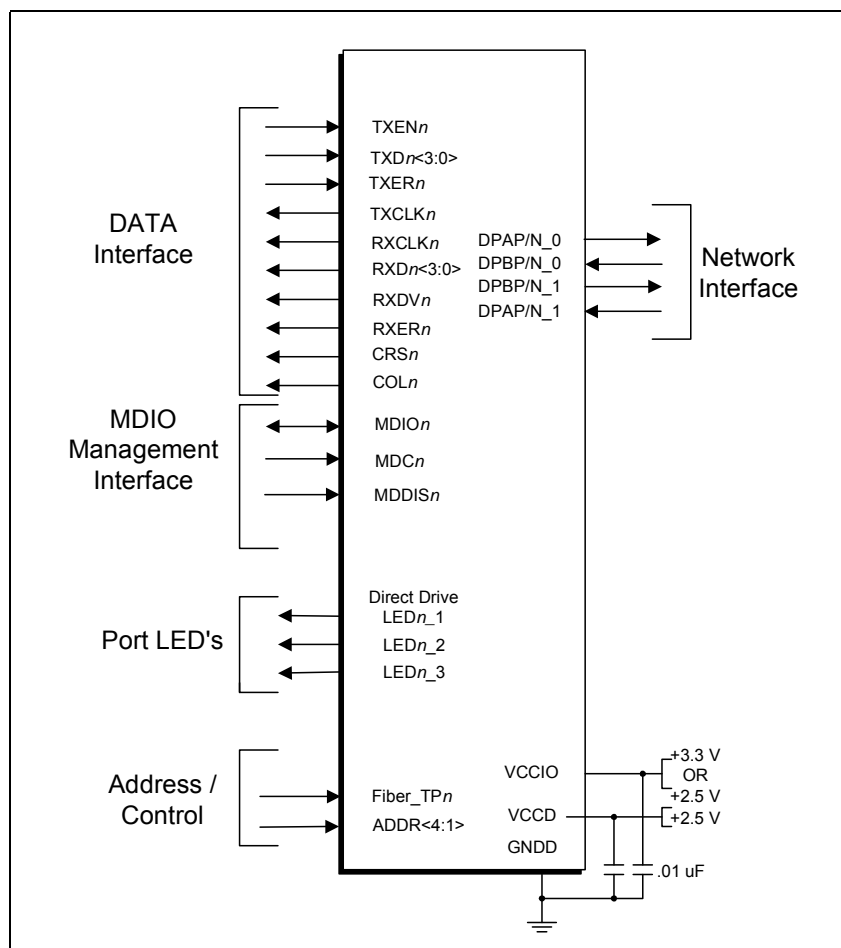 DATA
Interface
TXENn
TXDn<3:0>
TXERn
TXCLKn
RXCLKn
RXDn<3:0>
RXDVn
RXERn
CRSn
COLn
MDIO
Management
Interface
MDIOn
MDCn
MDDISn
Port LED's
Direct Drive
LEDn_1
LEDn_2
LEDn_3
Address /
Control
Fiber_TPn
ADDR<4:1>
DPAP/N_0
DPBP/N_0
DPBP/N_1
DPAP/N_1
Network
Interface
VCCIO
VCCD
GNDD
+3.3 V
OR
+2.5 V
+2.5 V
.01 uF